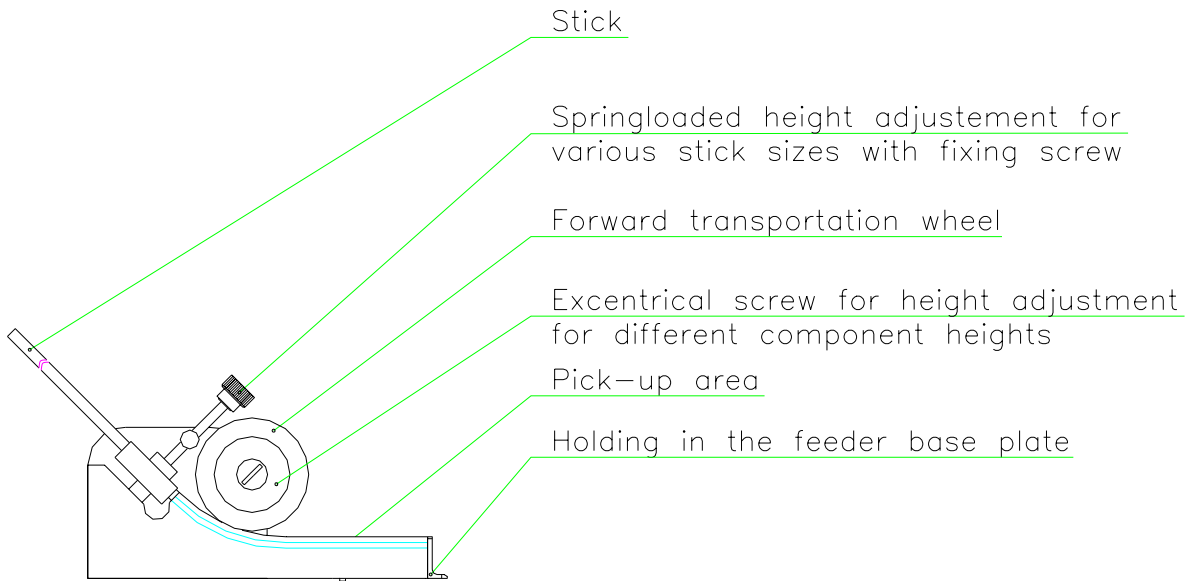 Stick
Springloaded height adjustement for
various stick sizes with fixing screw
Forward transportation wheel
Excentrical screw for height adjustment
for different component heights
Pick-up area
Holding in the feeder base plate